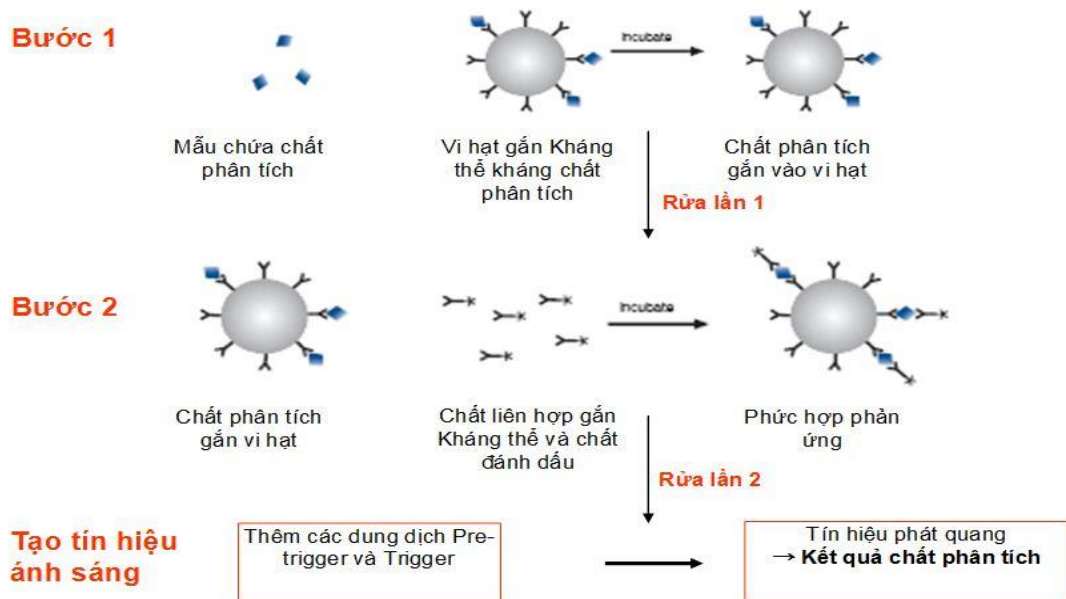 Bước 1
Incubate
Mẫu chứa chất
phân tích
Vi hạt gắn Kháng
thể kháng chất
phân tích
Chất phân tích
gắn vào vi hạt
Rửa lần 1
Bước 2
Incubate
Chất phân tích
gắn vi hạt
Chất liên hợp gắn
Kháng thể và chất
đánh dấu
Phức hợp phản
ứng
Rửa lần 2
Tạo tín hiệu
ánh sáng
Thêm các dung dịch Pre-
trigger và Trigger
Tín hiệu phát quang
→ Kết quả chất phân tích